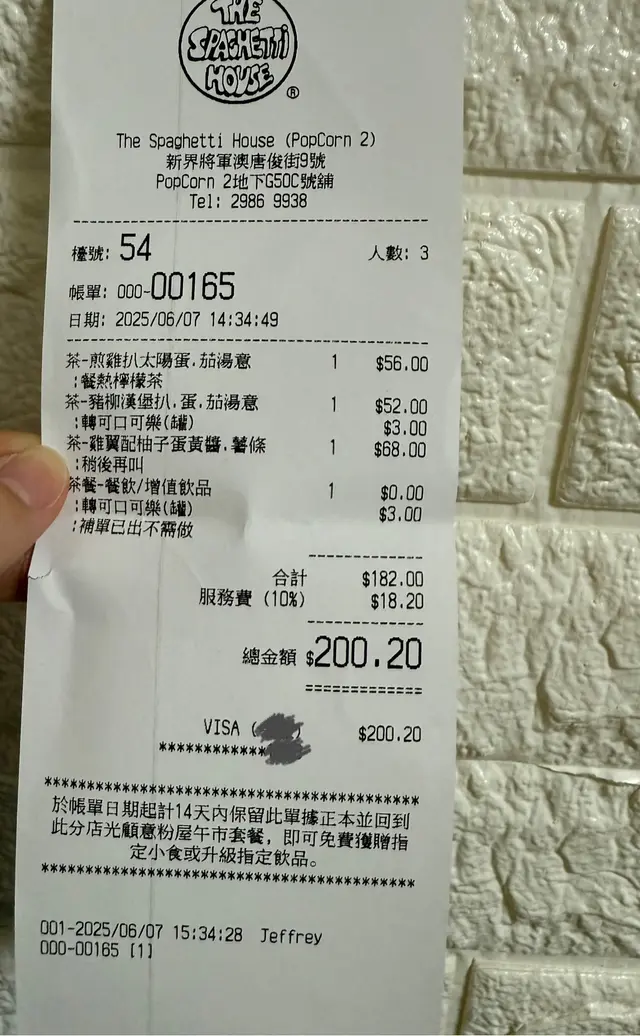 THE
SPAGHETTI
HOUSE
®
The Spaghetti House (PopCorn 2)
新界將軍澳唐俊街9號
PopCorn 2地下G50C號舖
Tel: 2986 9938
檯號: 54 人數: 3
帳單: 000-00165
日期: 2025/06/07 14:34:49
茶-煎雞扒太陽蛋.茄湯意 1 $56.00
:餐熱檸檬茶
茶-豬柳漢堡扒.蛋.茄湯意 1 $52.00
:轉可口可樂(罐) $3.00
茶-雞翼配柚子蛋黃醬.薯條 1 $68.00
:稍後再叫
茶餐-餐飲/增值飲品 1 $0.00
:轉可口可樂(罐) $3.00
:補單已出不需做
合計 $182.00
服務費 (10%) $18.20
總金額 $200.20
VISA ( $200.20
************
於帳單日期起計14天內保留此單據正本並回到
此分店光顧意粉屋午市套餐, 即可免費獲贈指
定小食或升級指定飲品。
001-2025/06/07 15:34:28 Jeffrey
000-00165 [1]